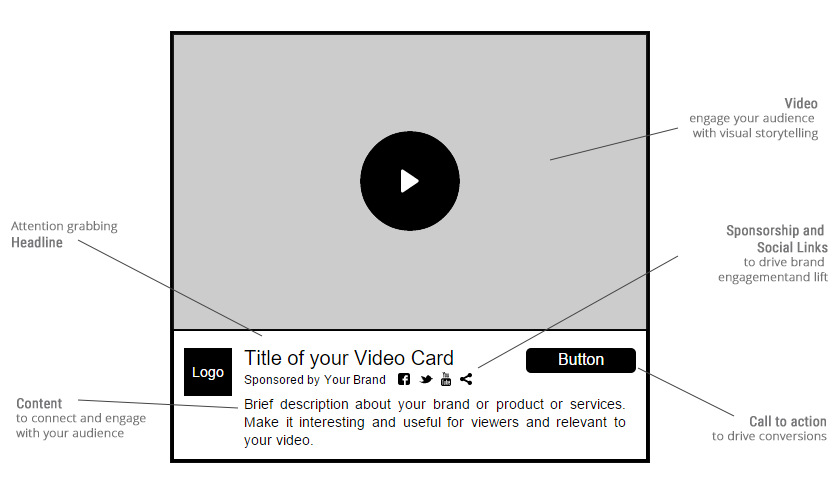 Video
engage your audience
with visual storytelling
Attention grabbing
Headline
Sponsorship and
Social Links
to drive brand
engagementand lift
Logo
Title of your Video Card
Sponsored by Your Brand
You
Tube
Button
Brief description about your brand or product or services.
Make it interesting and useful for viewers and relevant to
your video.
Content
to connect and engage
with your audience
Call to action
to drive conversions